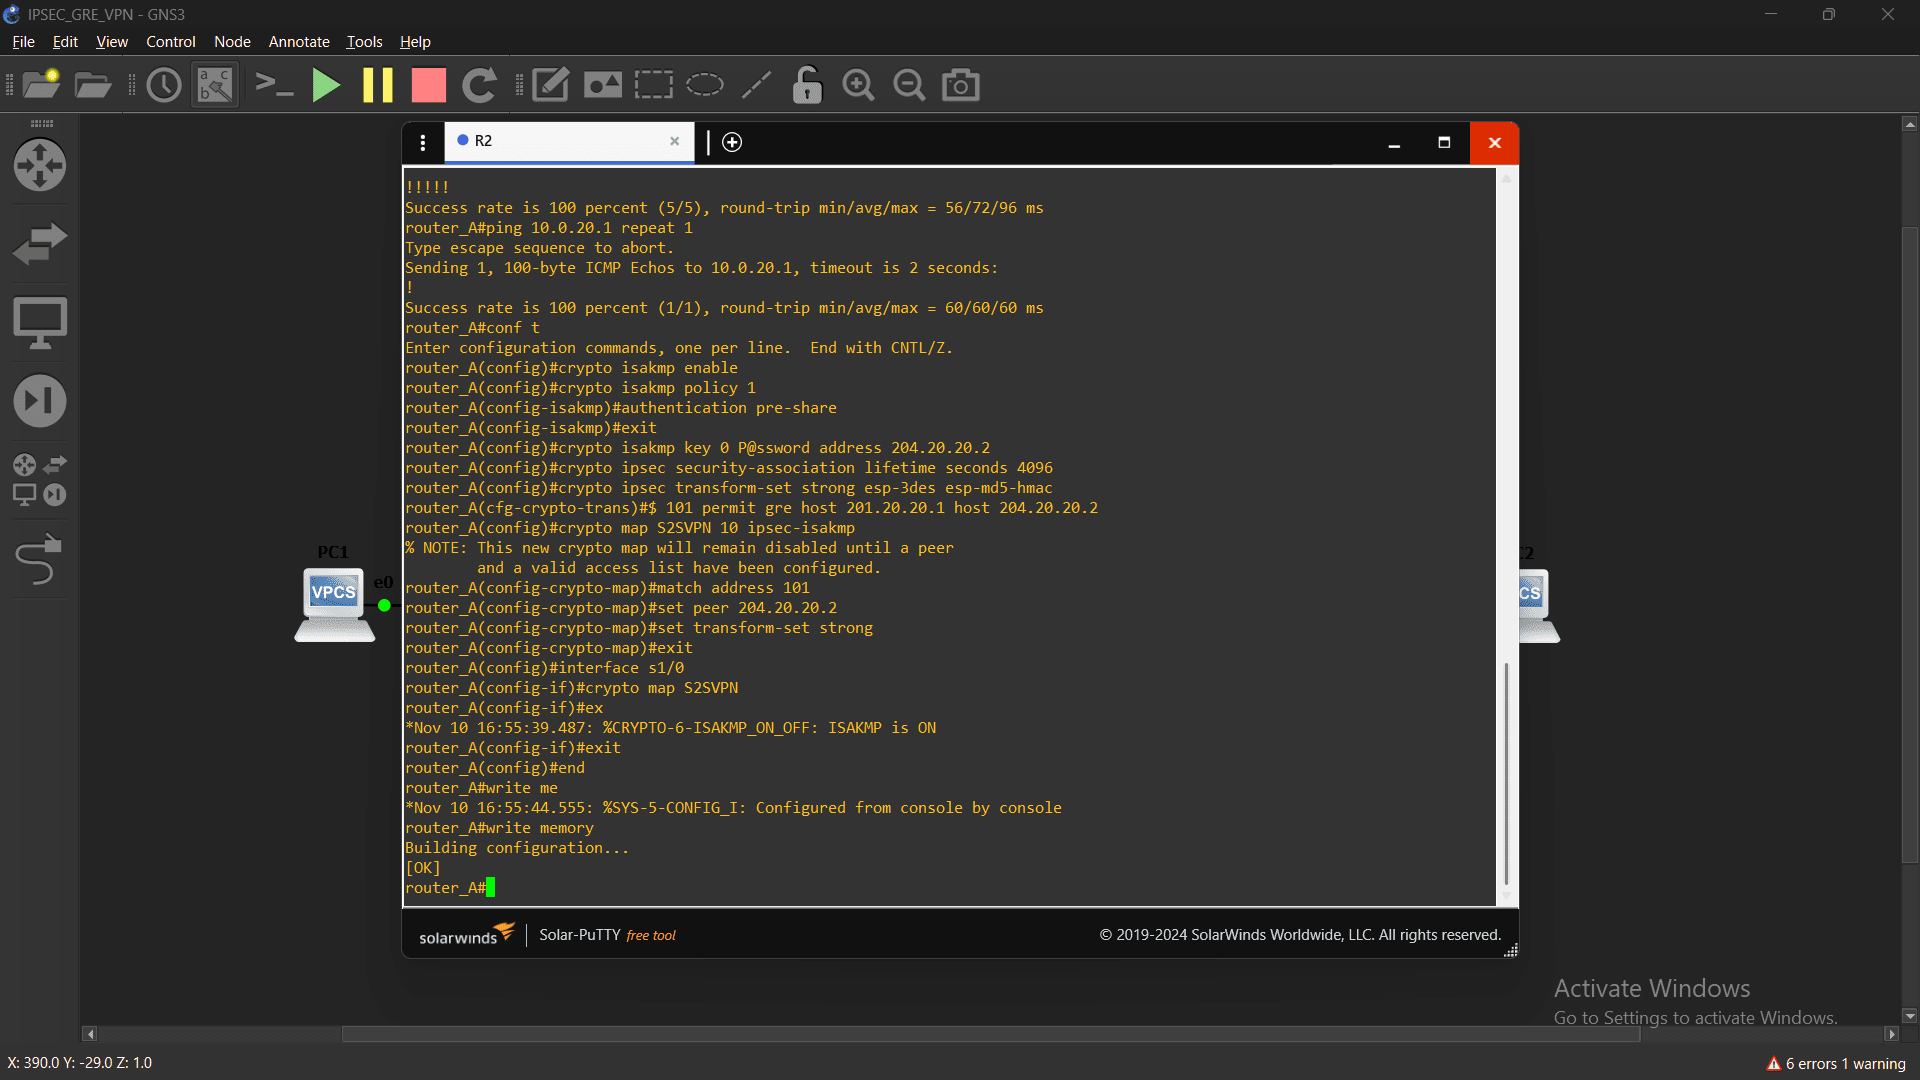 IPSEC_GRE_VPN - GNS3
File Edit View Control Node Annotate Tools Help
R2
!!!!!
Success rate is 100 percent (5/5), round-trip min/avg/max = 56/72/96 ms
router_A#ping 10.0.20.1 repeat 1
Type escape sequence to abort.
Sending 1, 100-byte ICMP Echos to 10.0.20.1, timeout is 2 seconds:
!
Success rate is 100 percent (1/1), round-trip min/avg/max = 60/60/60 ms
router_A#conf t
Enter configuration commands, one per line.  End with CNTL/Z.
router_A(config)#crypto isakmp enable
router_A(config)#crypto isakmp policy 1
router_A(config-isakmp)#authentication pre-share
router_A(config-isakmp)#exit
router_A(config)#crypto isakmp key 0 P@ssword address 204.20.20.2
router_A(config)#crypto ipsec security-association lifetime seconds 4096
router_A(config)#crypto ipsec transform-set strong esp-3des esp-md5-hmac
router_A(cfg-crypto-trans)#$ 101 permit gre host 201.20.20.1 host 204.20.20.2
router_A(config)#crypto map S2SVPN 10 ipsec-isakmp
% NOTE: This new crypto map will remain disabled until a peer
and a valid access list have been configured.
router_A(config-crypto-map)#match address 101
router_A(config-crypto-map)#set peer 204.20.20.2
router_A(config-crypto-map)#set transform-set strong
router_A(config-crypto-map)#exit
router_A(config)#interface s1/0
router_A(config-if)#crypto map S2SVPN
router_A(config-if)#ex
*Nov 10 16:55:39.487: %CRYPTO-6-ISAKMP_ON_OFF: ISAKMP is ON
router_A(config-if)#exit
router_A(config)#end
router_A#write me
*Nov 10 16:55:44.555: %SYS-5-CONFIG_I: Configured from console by console
router_A#write memory
Building configuration...
[OK]
router_A#
PC1
VPCS
e0
C2
CS
solarwinds
Solar-PuTTY free tool
© 2019-2024 SolarWinds Worldwide, LLC. All rights reserved.
Activate Windows
Go to Settings to activate Windows.
X: 390.0 Y: -29.0 Z: 1.0
6 errors 1 warning